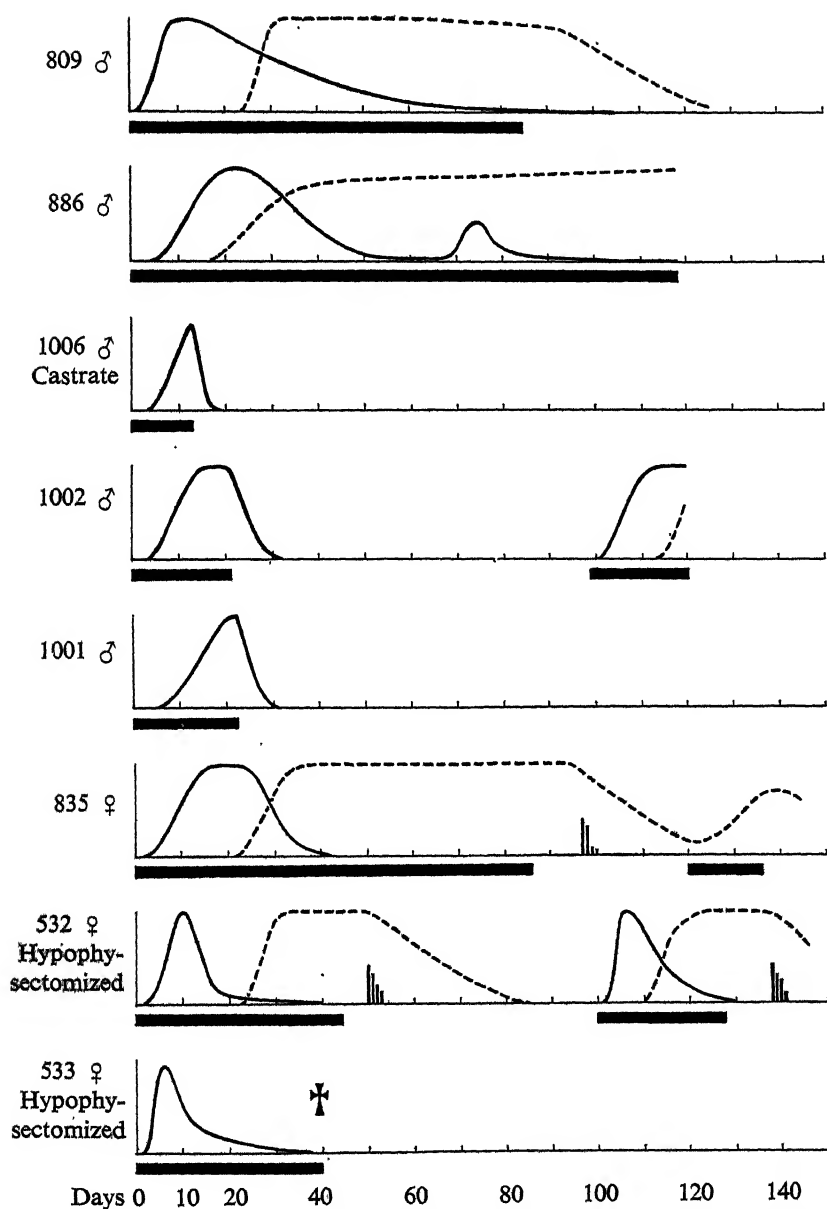 809 ♂
886 ♂
1006 ♂
Castrate
1002 ♂
1001 ♂
835 ♀
532 ♀
Hypophy-
sectomized
533 ♀
Hypophy-
sectomized
Days 0 10 20 40 60 80 100 120 140